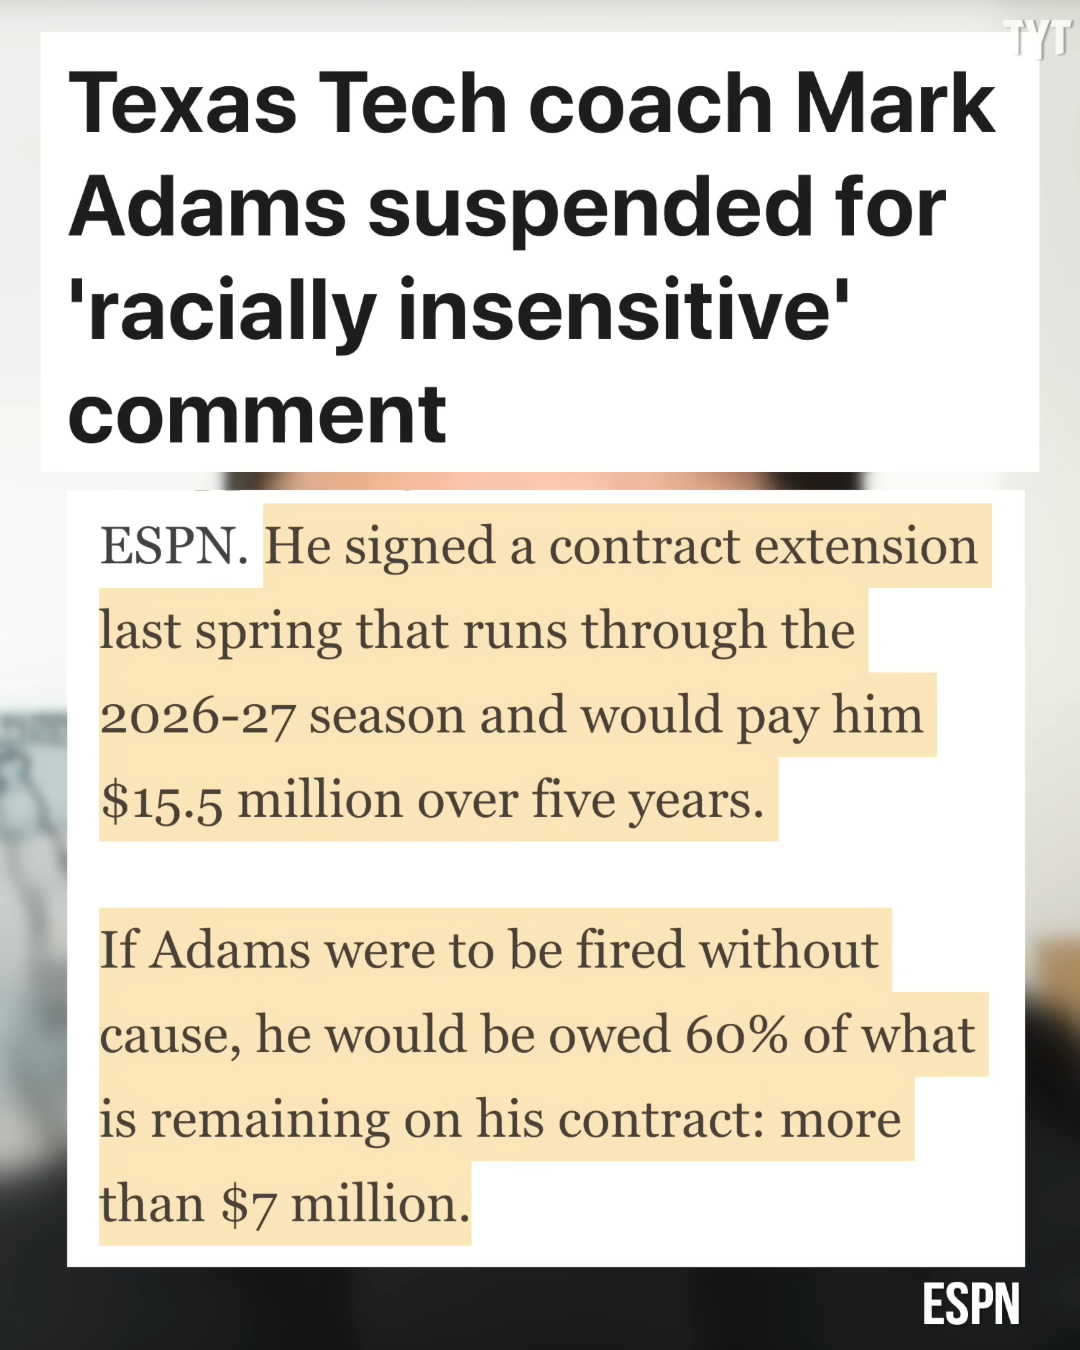 TYT
Texas Tech coach Mark
Adams suspended for
'racially insensitive'
comment
ESPN. He signed a contract extension
last spring that runs through the
2026-27 season and would pay him
$15.5 million over five years.
If Adams were to be fired without
cause, he would be owed 60% of what
is remaining on his contract: more
than $7 million.
ESPN